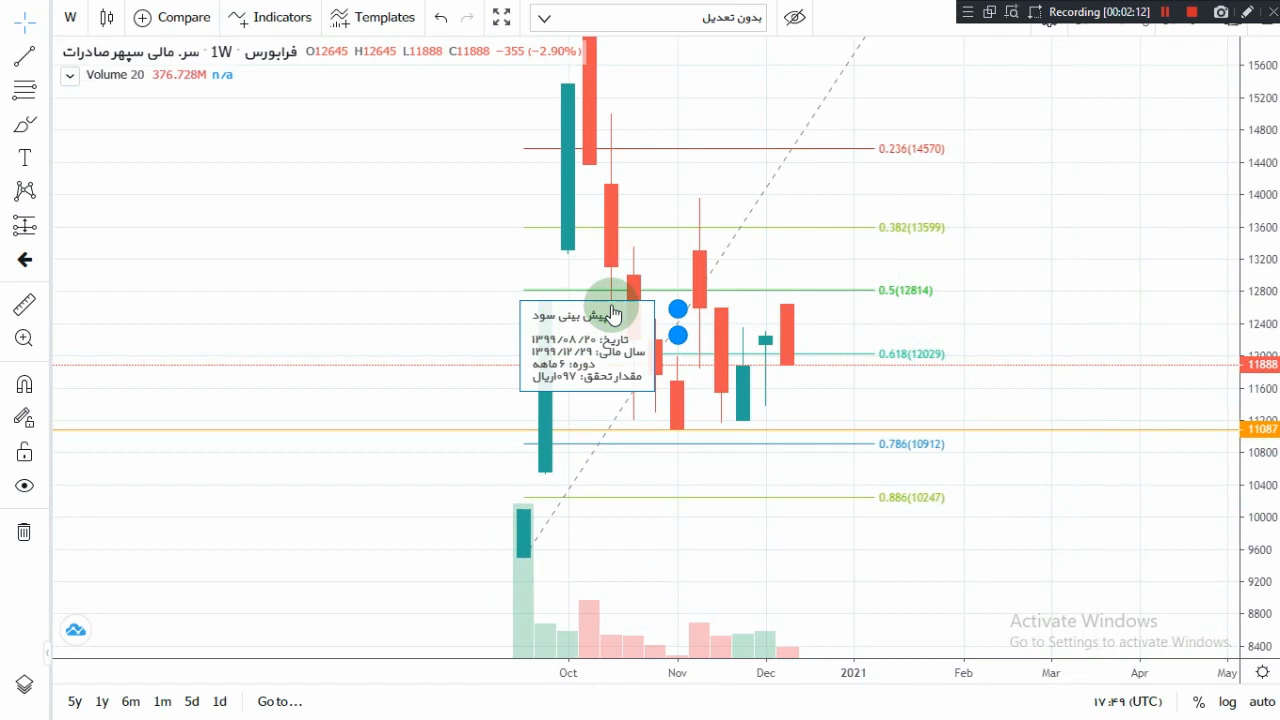 W
Compare
Indicators
Templates
بدون تعدیل
Recording [00:02:12]
سر. مالی سپهر صادرات · 1W · فرابورس O12645 H12645 L11888 C11888 −355 (−2.90%)
Volume 20 376.728M n/a
15600
15200
14800
14400
14000
13600
13200
12800
12400
12000
11888
11600
11200
11087
10800
10400
10000
9600
9200
8800
8400
0.236(14570)
0.382(13599)
0.5(12814)
0.618(12029)
0.786(10912)
0.886(10247)
پیش بینی سود
تاریخ: ۱۳۹۹/۰۸/۲۰
سال مالی: ۱۳۹۹/۱۲/۲۹
دوره: ۶ ماهه
مقدار تحقق: ۱۰۹۷ریال
Activate Windows
Go to Settings to activate Windows.
Oct Nov Dec 2021 Feb Mar Apr May
5y 1y 6m 1m 5d 1d Go to...
۱۷:۴۹ (UTC) % log auto